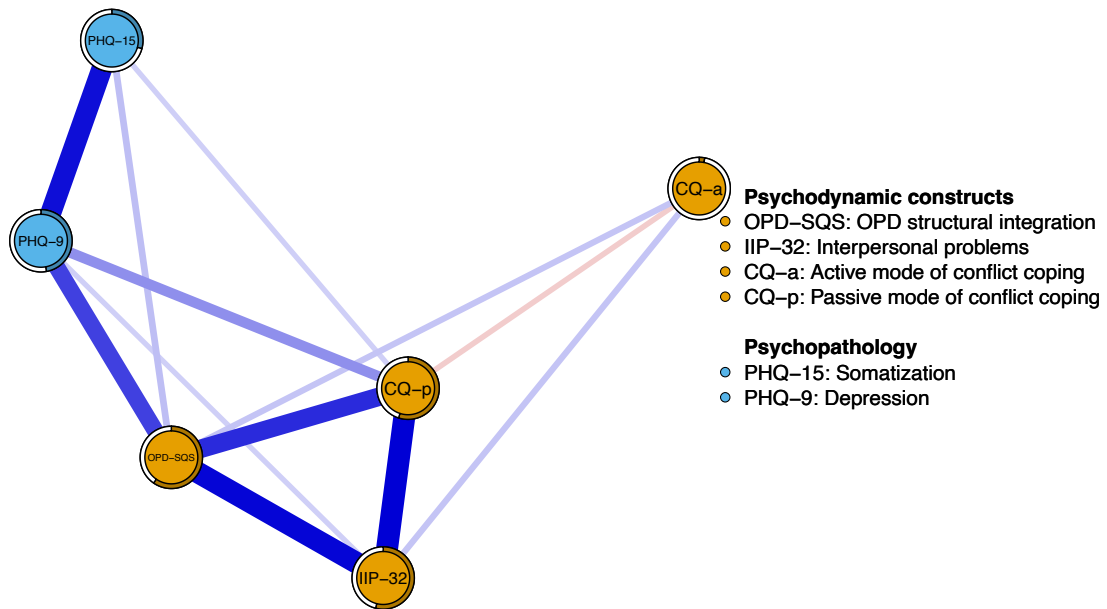 PHQ−15
CQ−a
PHQ−9
CQ−p
OPD−SQS
IIP−32
Psychodynamic constructs
OPD−SQS: OPD structural integration
IIP−32: Interpersonal problems
CQ−a: Active mode of conflict coping
CQ−p: Passive mode of conflict coping
Psychopathology
PHQ−15: Somatization
PHQ−9: Depression